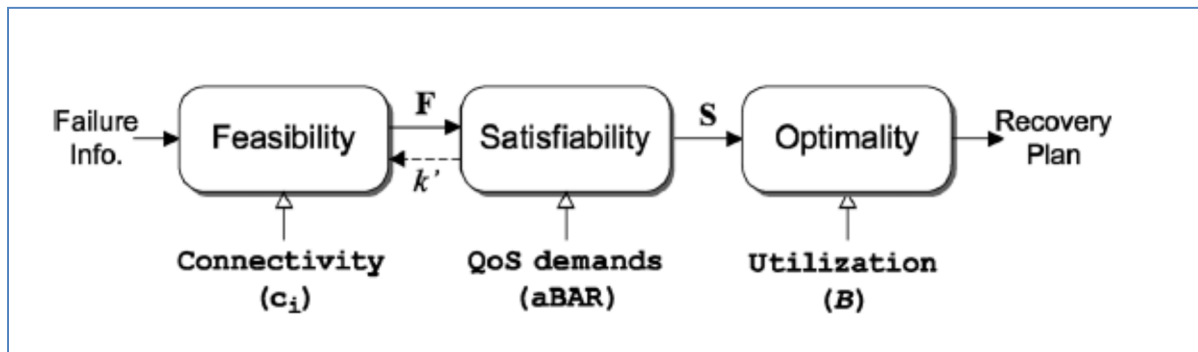 Failure
Info.
Feasibility
F
k'
Satisfiability
S
Optimality
Recovery
Plan
Connectivity
(ci)
QoS demands
(aBAR)
Utilization
(B)